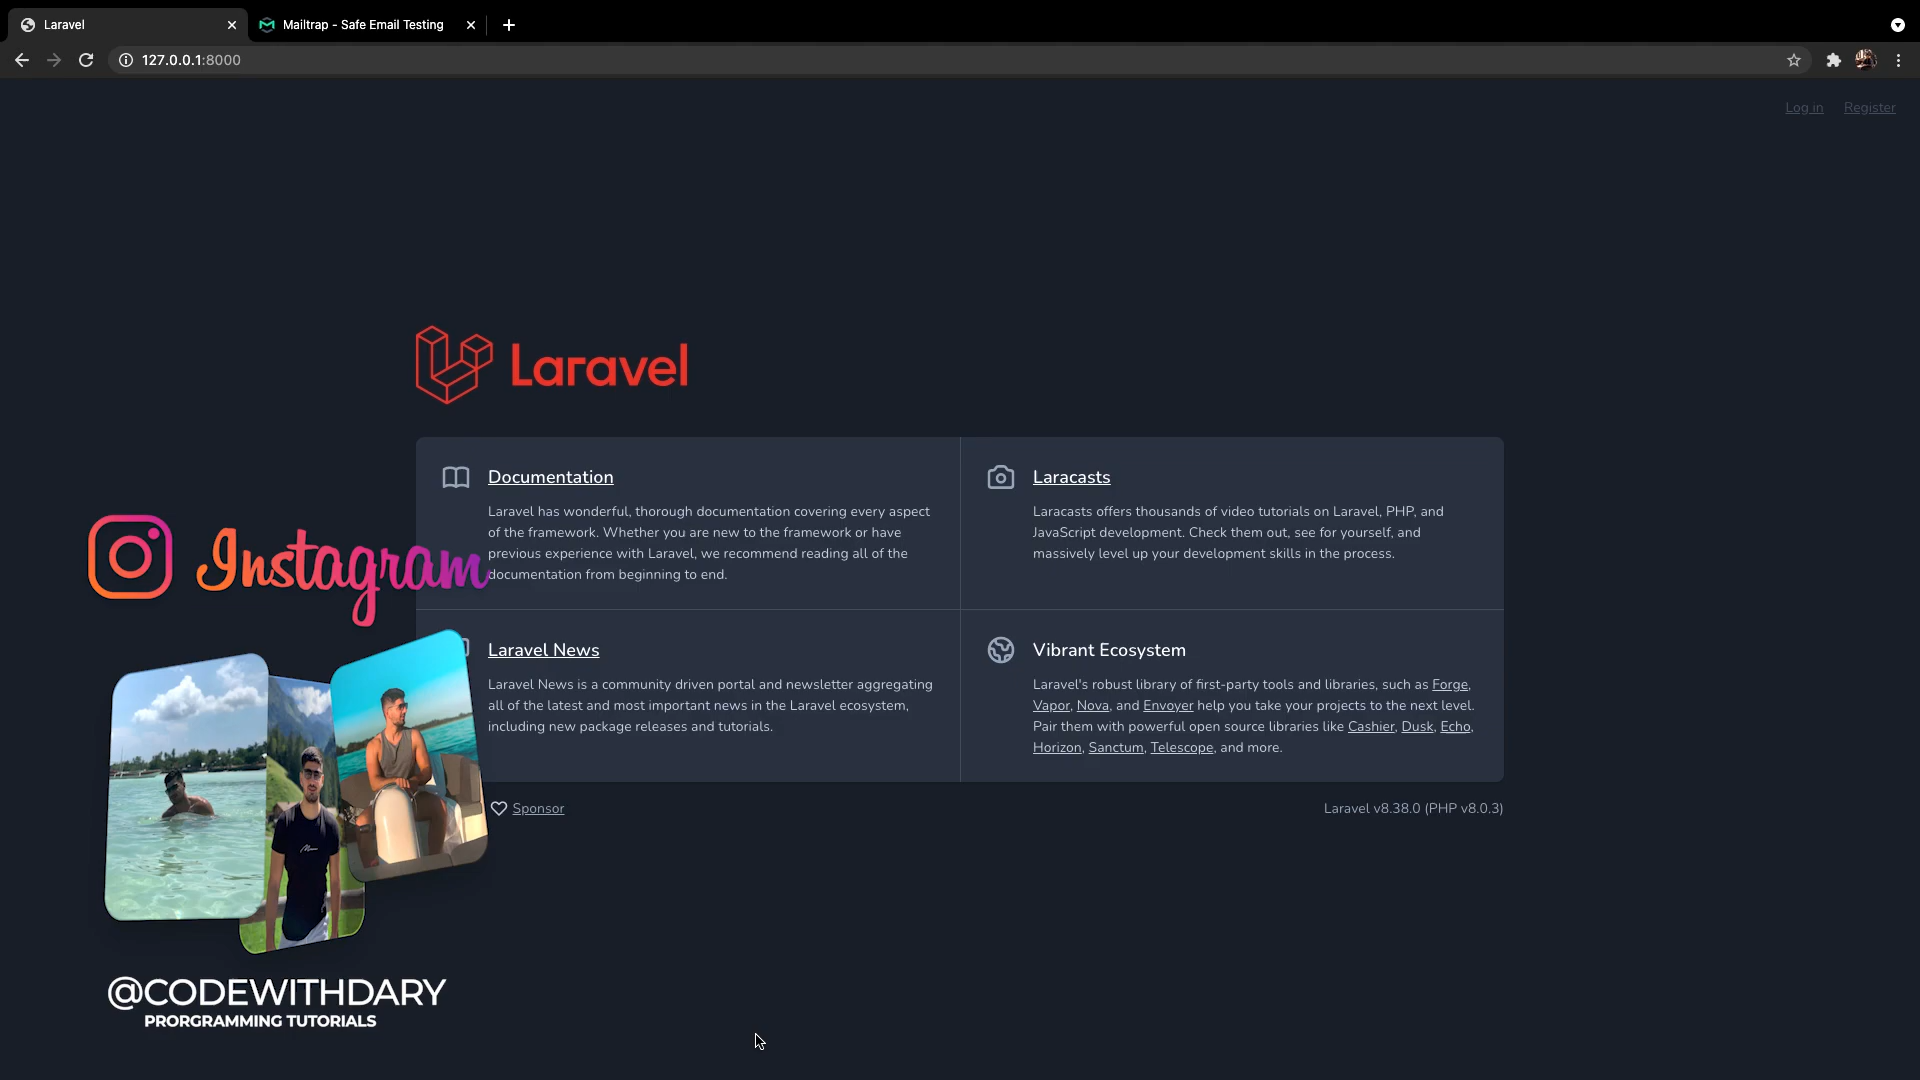 Laravel
Mailtrap - Safe Email Testing
127.0.0.1:8000
Log in Register
Laravel
Documentation
Laravel has wonderful, thorough documentation covering every aspect
of the framework. Whether you are new to the framework or have
previous experience with Laravel, we recommend reading all of the
documentation from beginning to end.
Laracasts
Laracasts offers thousands of video tutorials on Laravel, PHP, and
JavaScript development. Check them out, see for yourself, and
massively level up your development skills in the process.
Instagram
Laravel News
Laravel News is a community driven portal and newsletter aggregating
all of the latest and most important news in the Laravel ecosystem,
including new package releases and tutorials.
Vibrant Ecosystem
Laravel's robust library of first-party tools and libraries, such as Forge,
Vapor, Nova, and Envoyer help you take your projects to the next level.
Pair them with powerful open source libraries like Cashier, Dusk, Echo,
Horizon, Sanctum, Telescope, and more.
Sponsor
Laravel v8.38.0 (PHP v8.0.3)
@CODEWITHDARY
PRORGRAMMING TUTORIALS